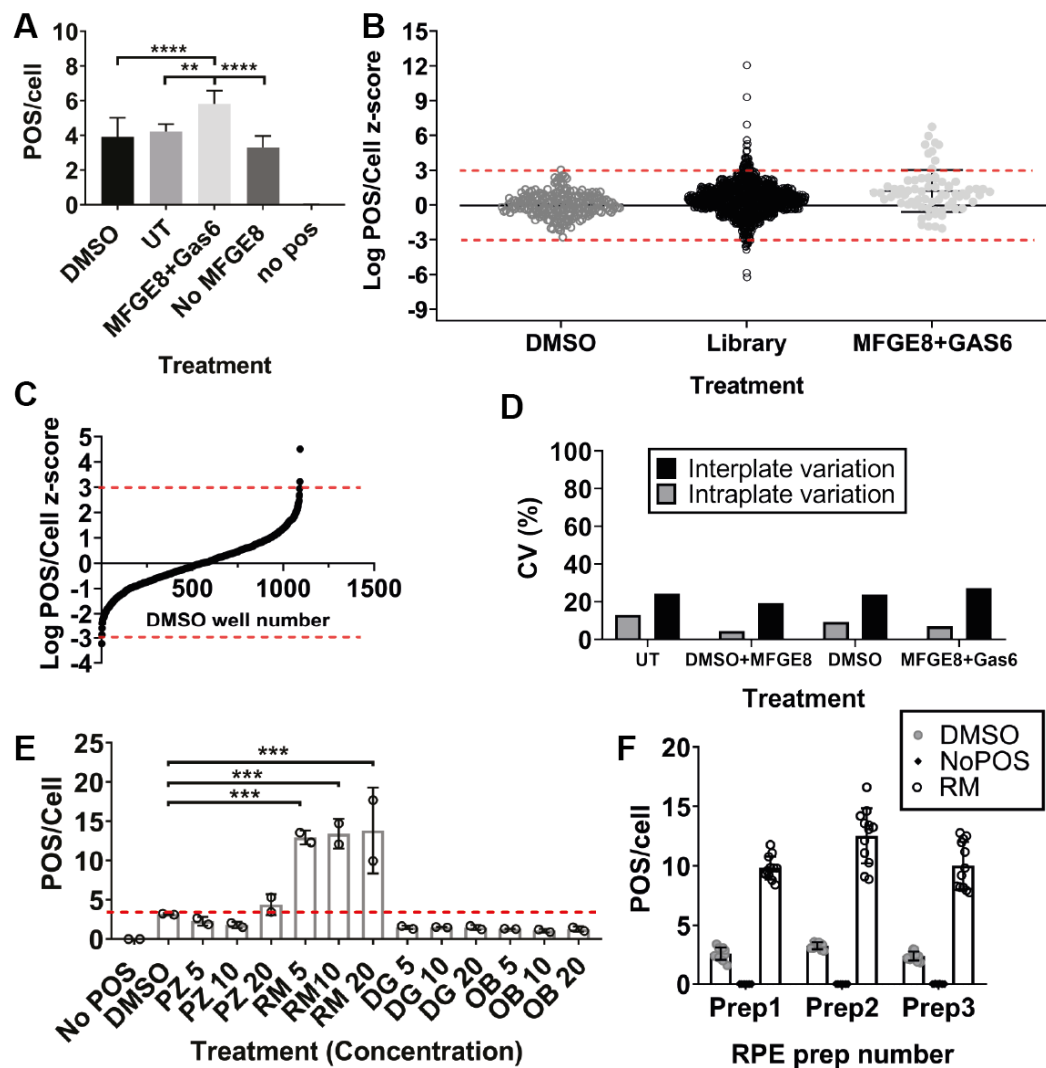 A
POS/cell
10
8
6
4
2
0
****
** ****
DMSO
UT
MFGE8+Gas6
No MFGE8
no pos
Treatment
B
Log POS/Cell z-score
15
12
9
6
3
0
-3
-6
-9
DMSO Library MFGE8+GAS6
Treatment
C
Log POS/Cell z-score
5
4
3
2
1
0
-1
-2
-3
-4
500 1000 1500
DMSO well number
D
CV (%)
100
80
60
40
20
0
Interplate variation
Intraplate variation
UT DMSO+MFGE8 DMSO MFGE8+Gas6
Treatment
E
POS/Cell
25
20
15
10
5
0
***
***
***
No POS
DMSO
PZ 5
PZ 10
PZ 20
RM 5
RM10
RM 20
DG 5
DG 10
DG 20
OB 5
OB 10
OB 20
Treatment (Concentration)
F
DMSO
NoPOS
RM
POS/cell
20
15
10
5
0
Prep1 Prep2 Prep3
RPE prep number